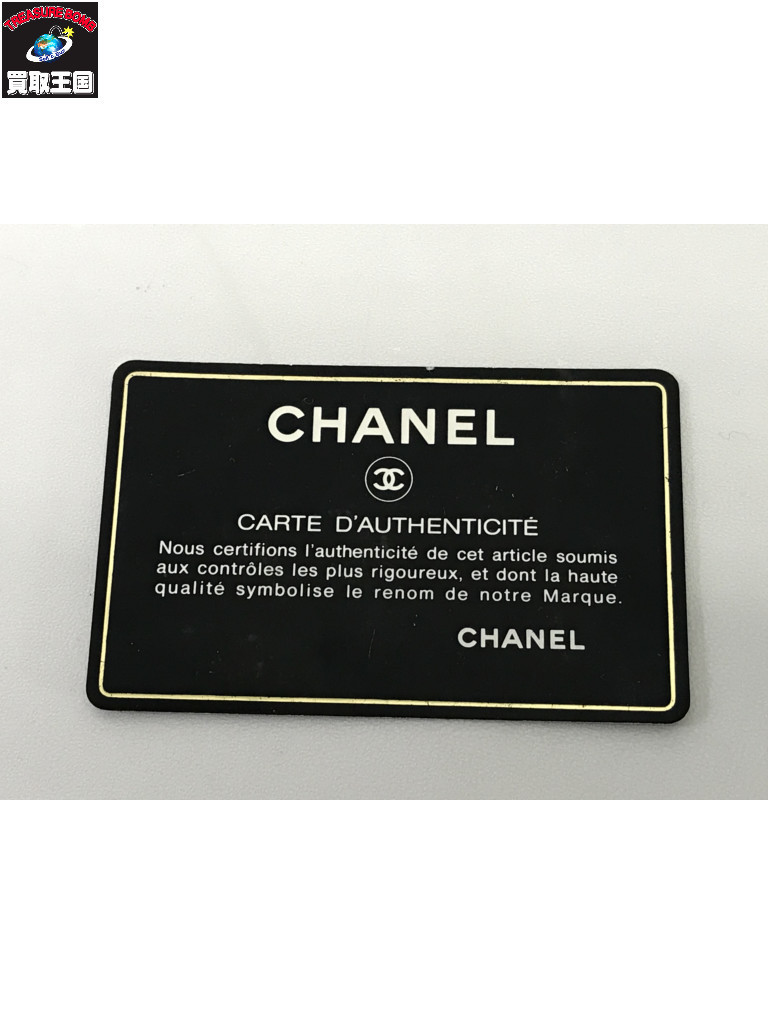 TREASURE BOMB
買取王国
CHANEL
CARTE D'AUTHENTICITÉ
Nous certifions l'authenticité de cet article soumis
aux contrôles les plus rigoureux, et dont la haute
qualité symbolise le renom de notre Marque.
CHANEL